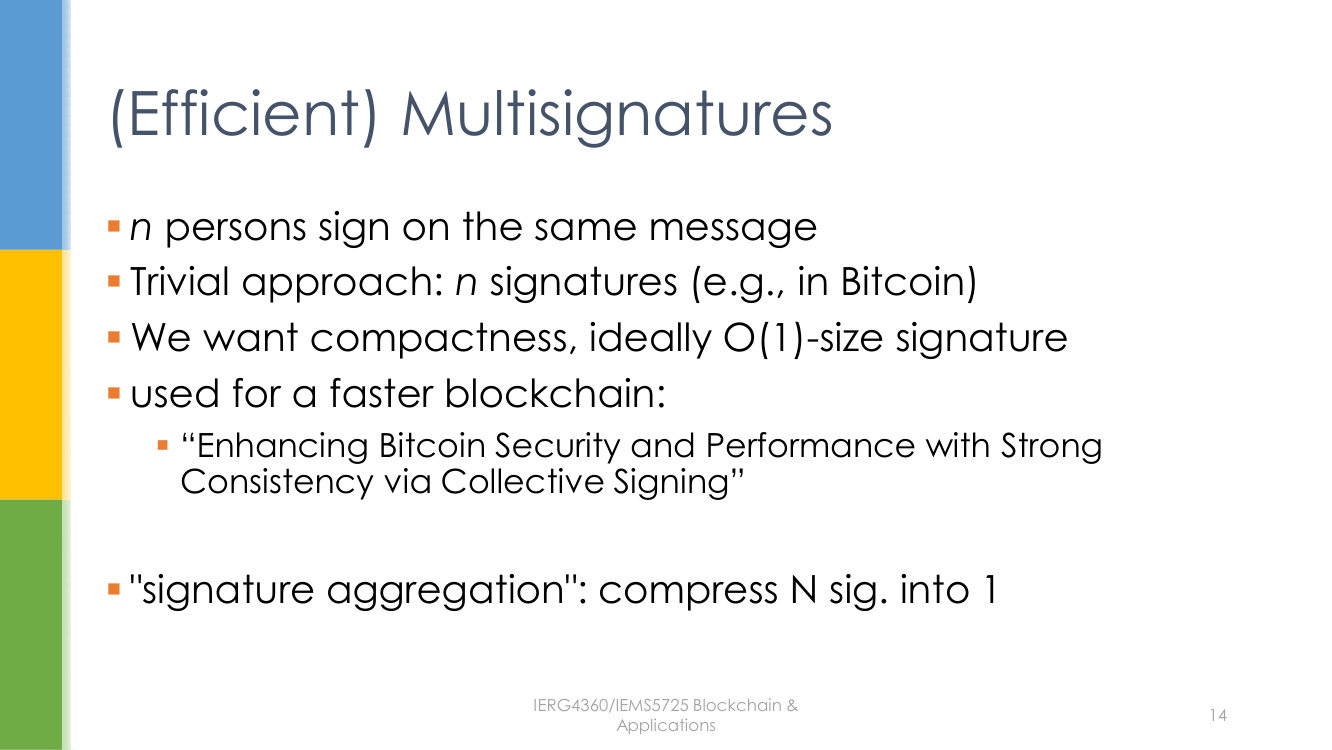 (Efficient) Multisignatures
n persons sign on the same message
Trivial approach: n signatures (e.g., in Bitcoin)
We want compactness, ideally O(1)-size signature
used for a faster blockchain:
“Enhancing Bitcoin Security and Performance with Strong
Consistency via Collective Signing”
"signature aggregation": compress N sig. into 1
IERG4360/IEMS5725 Blockchain &
Applications
14